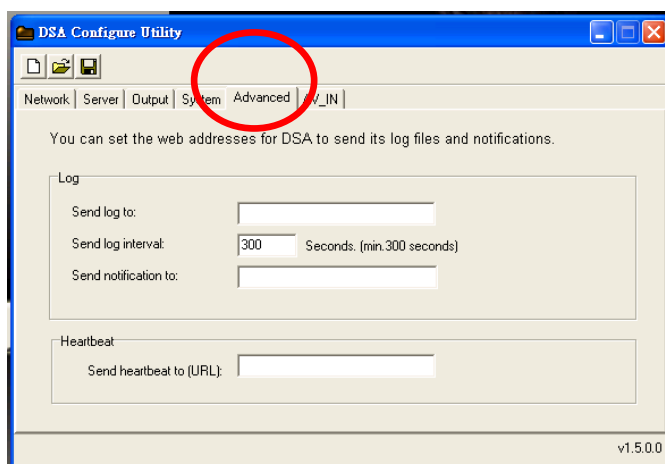 DSA Configure Utility
Network Server Output System Advanced AV_IN
You can set the web addresses for DSA to send its log files and notifications.
Log
Send log to:
Send log interval: 300 Seconds. (min.300 seconds)
Send notification to:
Heartbeat
Send heartbeat to (URL):
v1.5.0.0